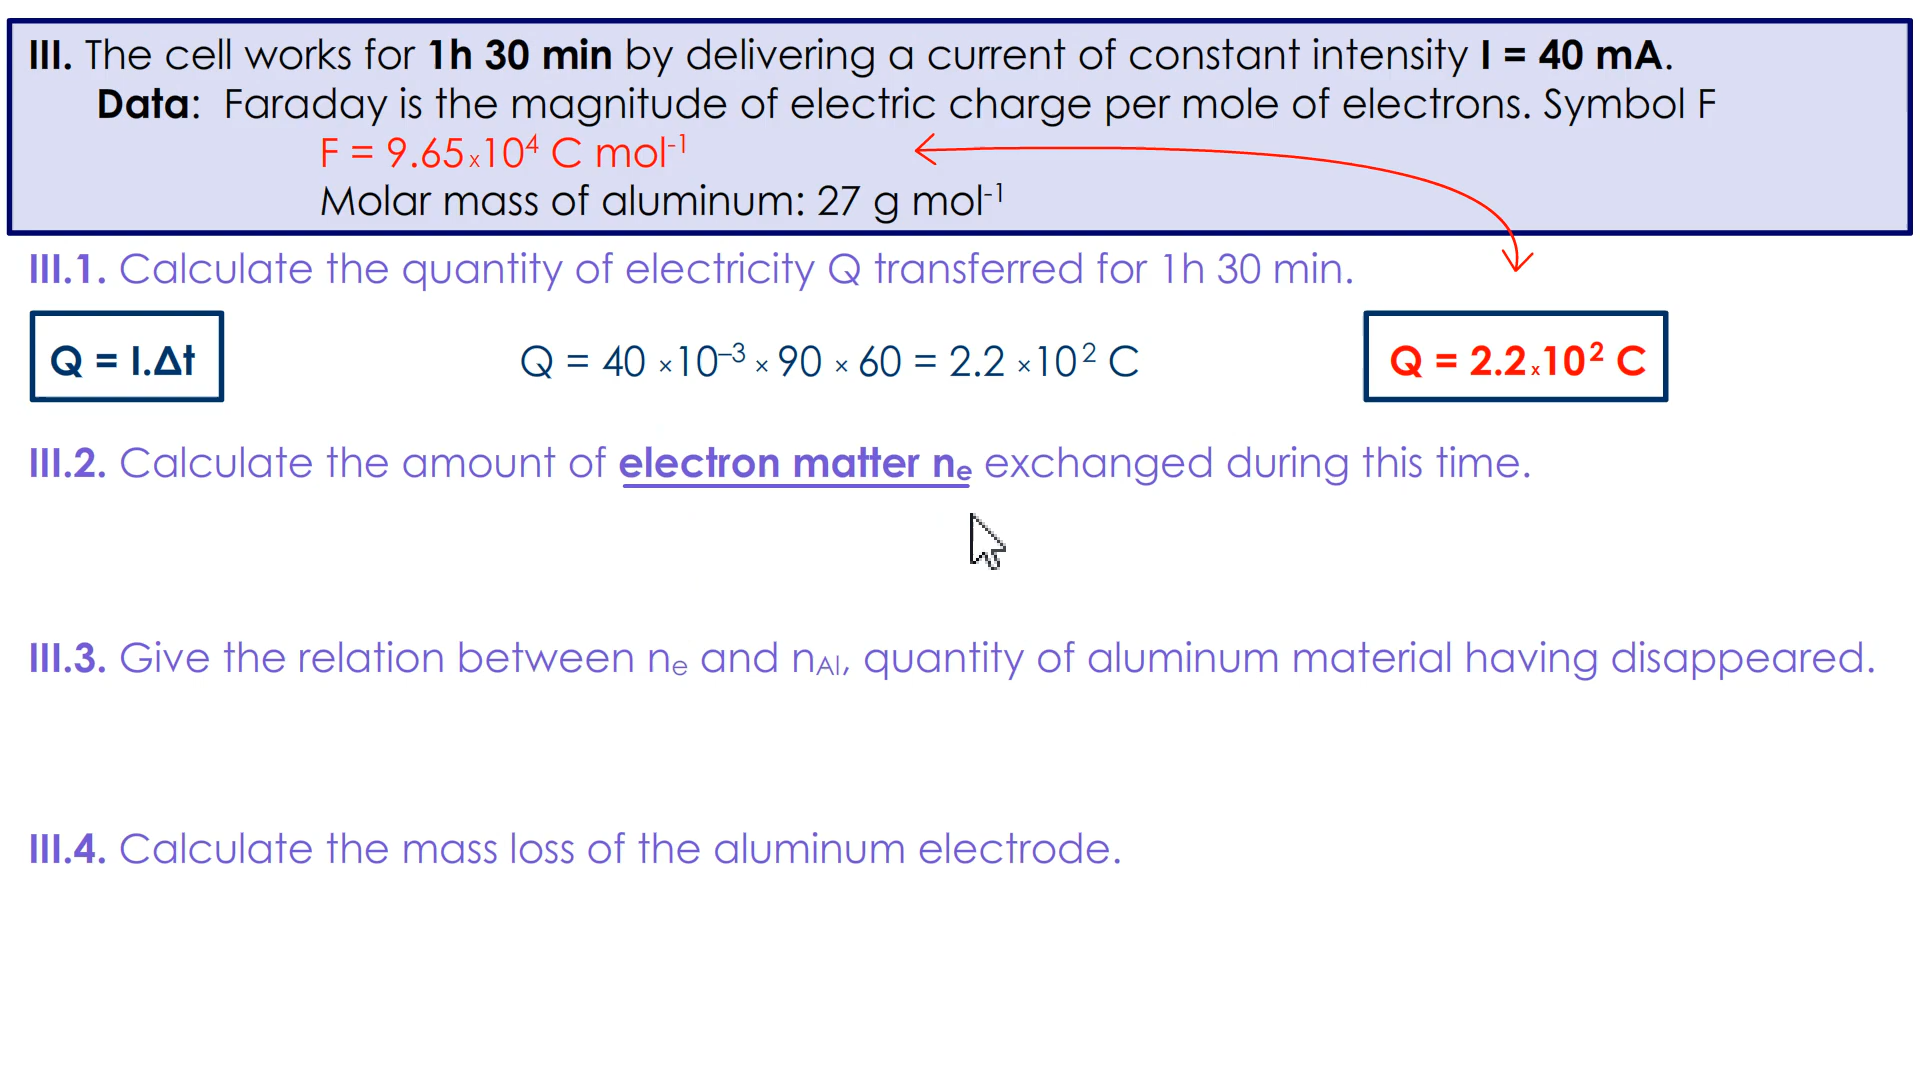 III. The cell works for 1h 30 min by delivering a current of constant intensity I = 40 mA.
Data: Faraday is the magnitude of electric charge per mole of electrons. Symbol F
F = 9.65x10⁴ C mol⁻¹
Molar mass of aluminum: 27 g mol⁻¹
III.1. Calculate the quantity of electricity Q transferred for 1h 30 min.
Q = I.Δt Q = 40 ×10⁻³ × 90 × 60 = 2.2 ×10² C Q = 2.2x10² C
III.2. Calculate the amount of electron matter nₑ exchanged during this time.
III.3. Give the relation between nₑ and n_Al, quantity of aluminum material having disappeared.
III.4. Calculate the mass loss of the aluminum electrode.